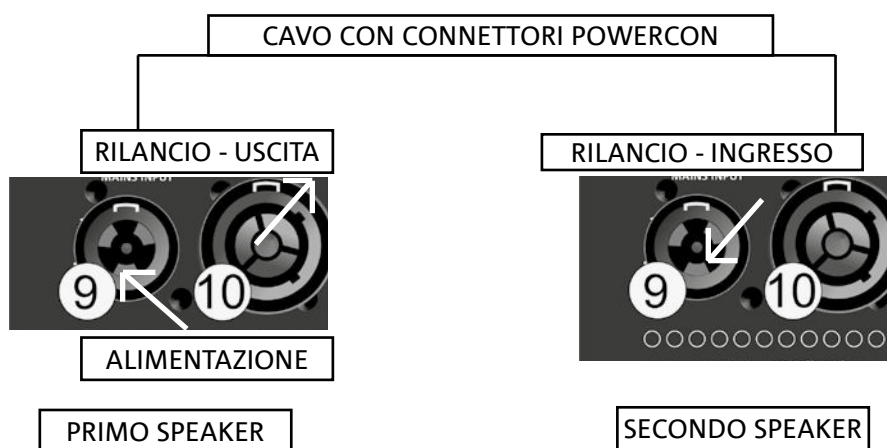 CAVO CON CONNETTORI POWERCON
RILANCIO - USCITA
RILANCIO - INGRESSO
MAINS INPUT
MAINS INPUT
9
10
9
10
ALIMENTAZIONE
PRIMO SPEAKER
SECONDO SPEAKER